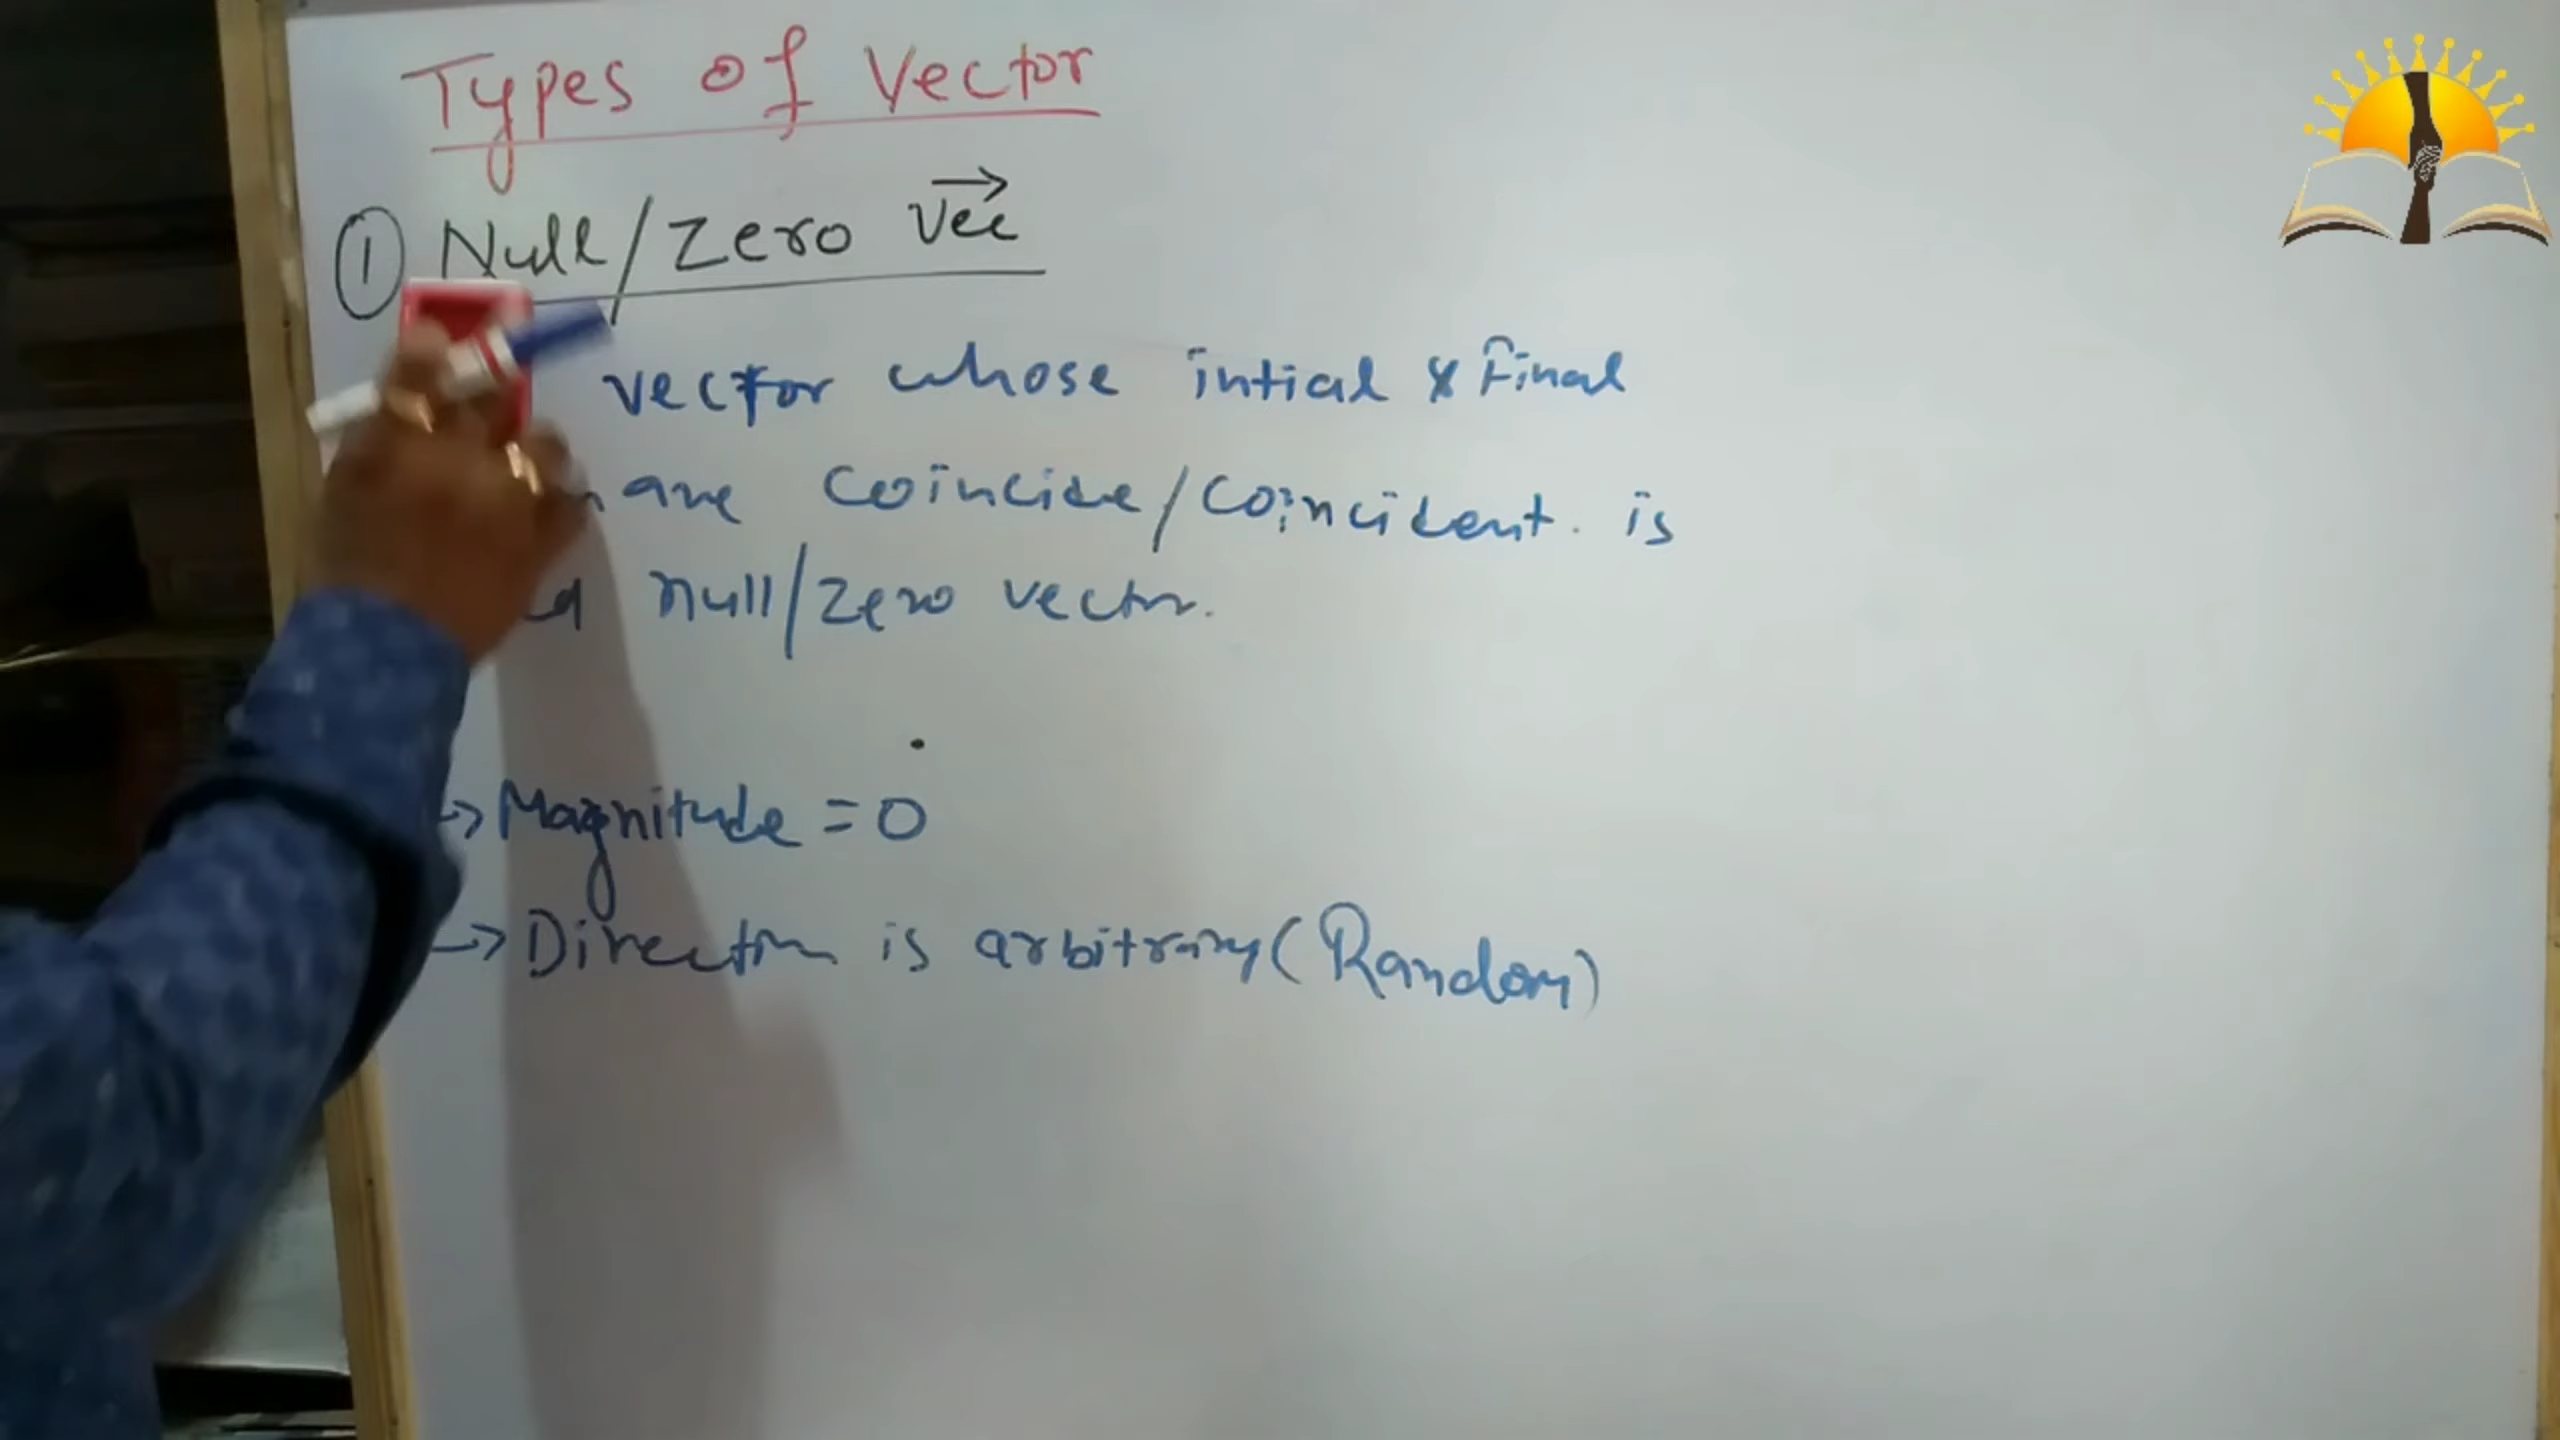 Types of Vector
① Null/Zero Vec
vector whose intial & Final
are coincide/coincident. is
null/zero vector.
→ Magnitude = 0
→ Direction is arbitrary (Random)